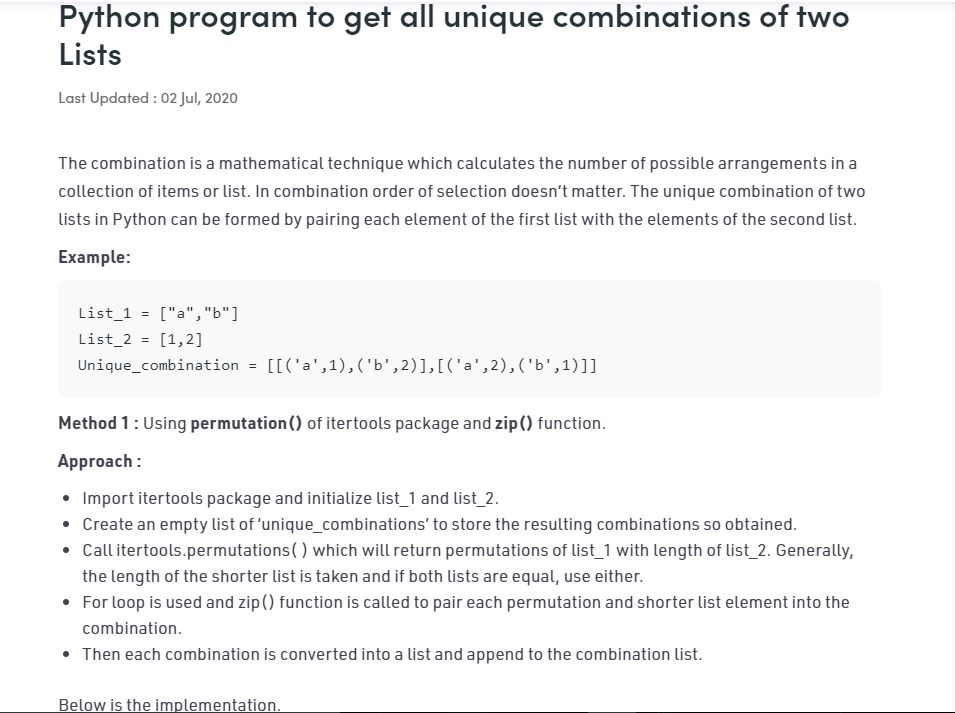 Python program to get all unique combinations of two
Lists
Last Updated : 02 Jul, 2020
The combination is a mathematical technique which calculates the number of possible arrangements in a
collection of items or list. In combination order of selection doesn't matter. The unique combination of two
lists in Python can be formed by pairing each element of the first list with the elements of the second list.
Example:
List_1 = ["a","b"]
List_2 = [1,2]
Unique_combination = [[('a',1),('b',2)],[('a',2),('b',1)]]
Method 1 : Using permutation() of itertools package and zip() function.
Approach :
• Import itertools package and initialize list_1 and list_2.
• Create an empty list of 'unique_combinations' to store the resulting combinations so obtained.
• Call itertools.permutations( ) which will return permutations of list_1 with length of list_2. Generally,
the length of the shorter list is taken and if both lists are equal, use either.
• For loop is used and zip() function is called to pair each permutation and shorter list element into the
combination.
• Then each combination is converted into a list and append to the combination list.
Below is the implementation.